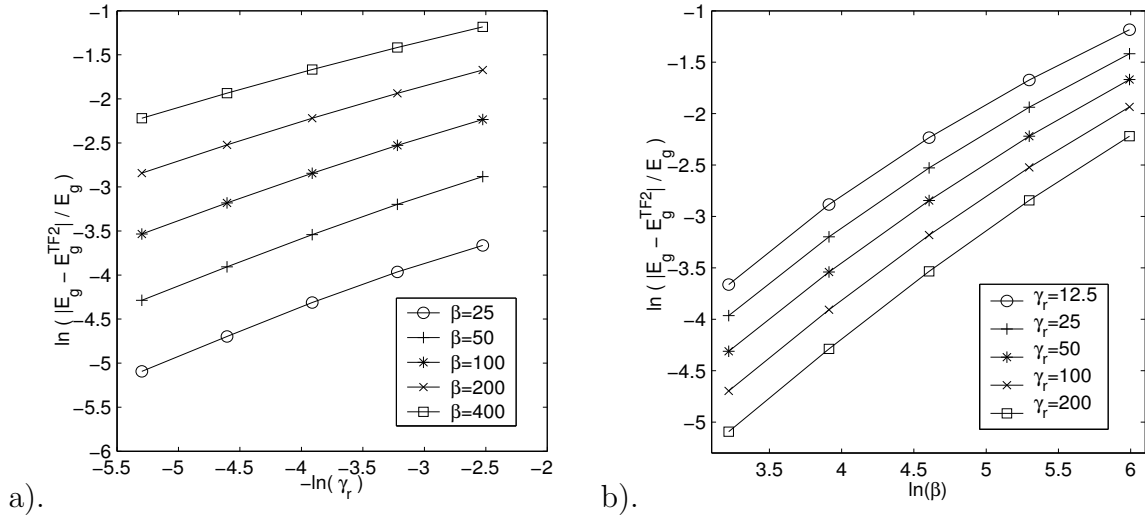 −1
−1.5
−2
−2.5
−3
−3.5
−4
−4.5
−5
−5.5
−6
ln ( |E_g − E_g^{TF2}| / E_g )
β=25
β=50
β=100
β=200
β=400
−5.5 −5 −4.5 −4 −3.5 −3 −2.5 −2
−ln( γ_r )
a).
−1
−1.5
−2
−2.5
−3
−3.5
−4
−4.5
−5
ln ( |E_g − E_g^{TF2}| / E_g )
γ_r=12.5
γ_r=25
γ_r=50
γ_r=100
γ_r=200
3.5 4 4.5 5 5.5 6
ln(β)
b).